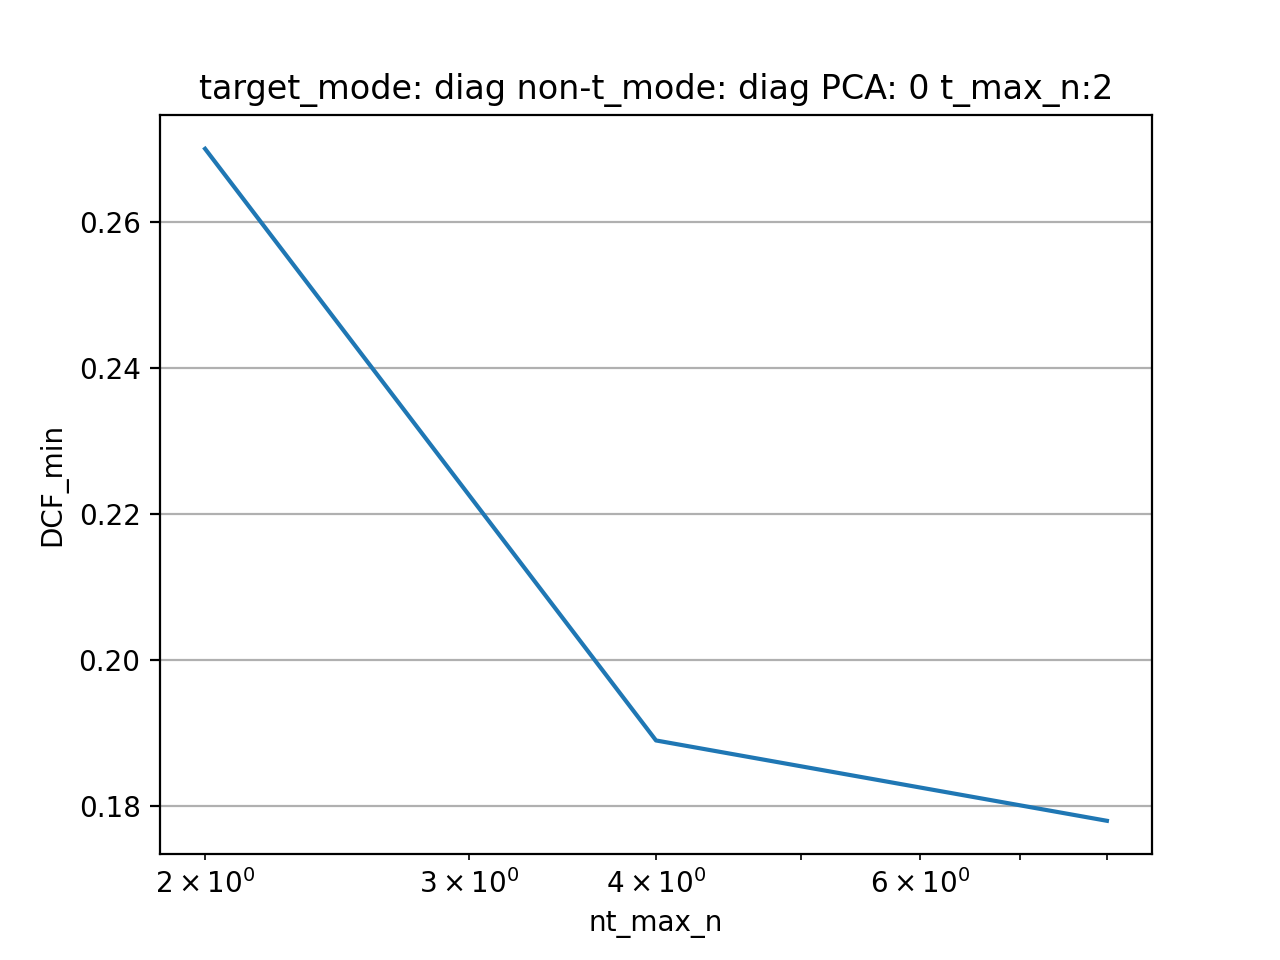 target_mode: diag non-t_mode: diag PCA: 0 t_max_n:2
DCF_min
0.26
0.24
0.22
0.20
0.18
2 × 10⁰ 3 × 10⁰ 4 × 10⁰ 6 × 10⁰
nt_max_n